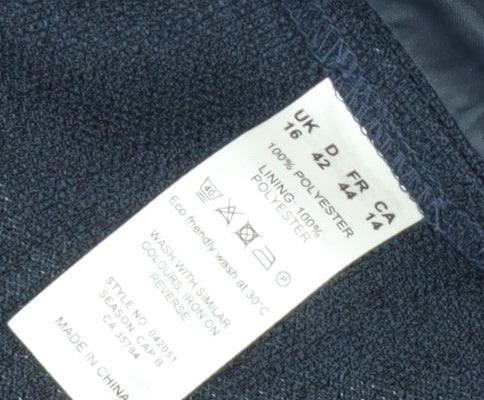 UK D FR CA
16 42 44 14
100% POLYESTER
LINING: 100%
POLYESTER
40 P
Eco friendly wash at 30°C
WASH WITH SIMILAR
COLOURS. IRON ON
REVERSE
STYLE NO 042051
SEASON CAP B
CA 35784
MADE IN CHINA